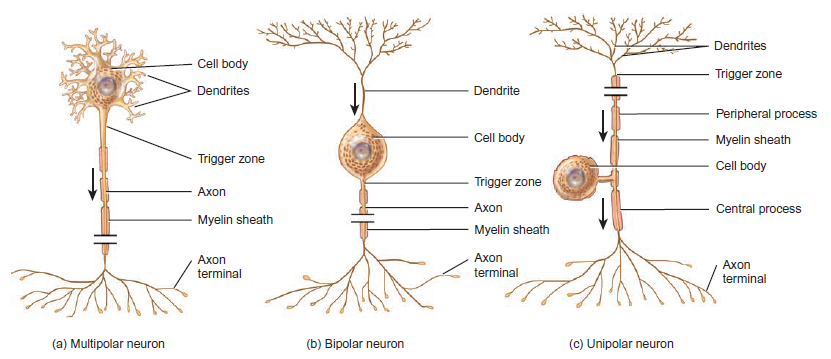 Cell body
Dendrites
Trigger zone
Axon
Myelin sheath
Axon
terminal
(a) Multipolar neuron
Dendrite
Cell body
Trigger zone
Axon
Myelin sheath
Axon
terminal
(b) Bipolar neuron
Dendrites
Trigger zone
Peripheral process
Myelin sheath
Cell body
Central process
Axon
terminal
(c) Unipolar neuron